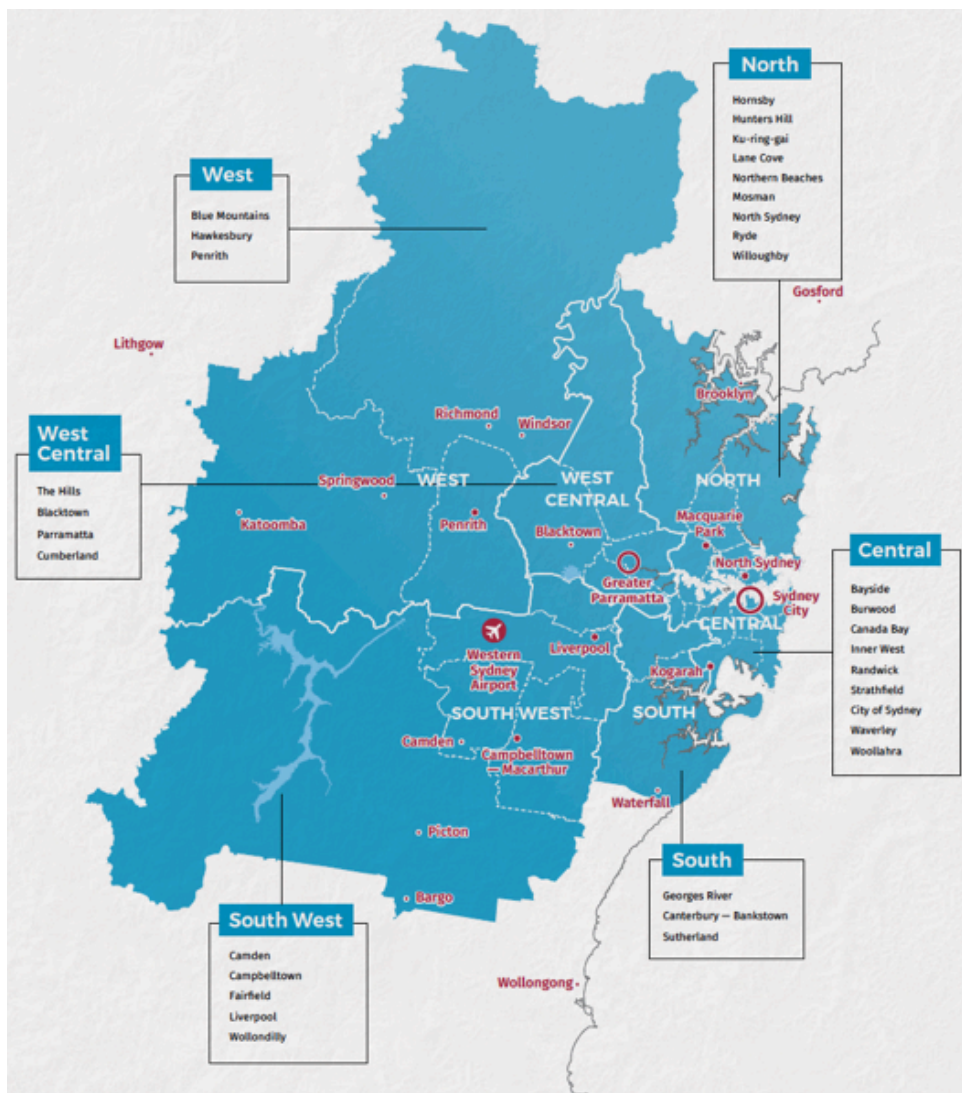 North
Hornsby
Hunters Hill
Ku-ring-gai
Lane Cove
Northern Beaches
Mosman
North Sydney
Ryde
Willoughby
West
Blue Mountains
Hawkesbury
Penrith
Gosford
Lithgow
Brooklyn
Richmond
Windsor
West
Central
The Hills
Blacktown
Parramatta
Cumberland
Springwood
WEST
WEST
CENTRAL
NORTH
Katoomba
Penrith
Blacktown
Macquarie
Park
North Sydney
Greater
Parramatta
Sydney
City
CENTRAL
Central
Bayside
Burwood
Canada Bay
Inner West
Randwick
Strathfield
City of Sydney
Waverley
Woollahra
Western
Sydney
Airport
Liverpool
Kogarah
SOUTH WEST
SOUTH
Camden
Campbelltown
— Macarthur
Waterfall
Picton
Bargo
South
Georges River
Canterbury — Bankstown
Sutherland
South West
Camden
Campbelltown
Fairfield
Liverpool
Wollondilly
Wollongong